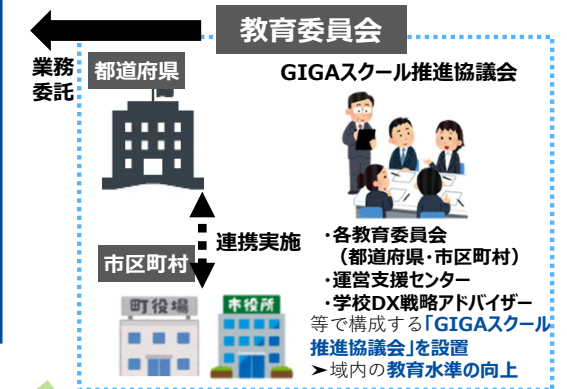 教育委員会
業務
委託
都道府県
GIGAスクール推進協議会
連携実施
市区町村
町役場
市役所
・各教育委員会
（都道府県・市区町村）
・運営支援センター
・学校DX戦略アドバイザー
等で構成する「GIGAスクール
推進協議会」を設置
➤域内の教育水準の向上